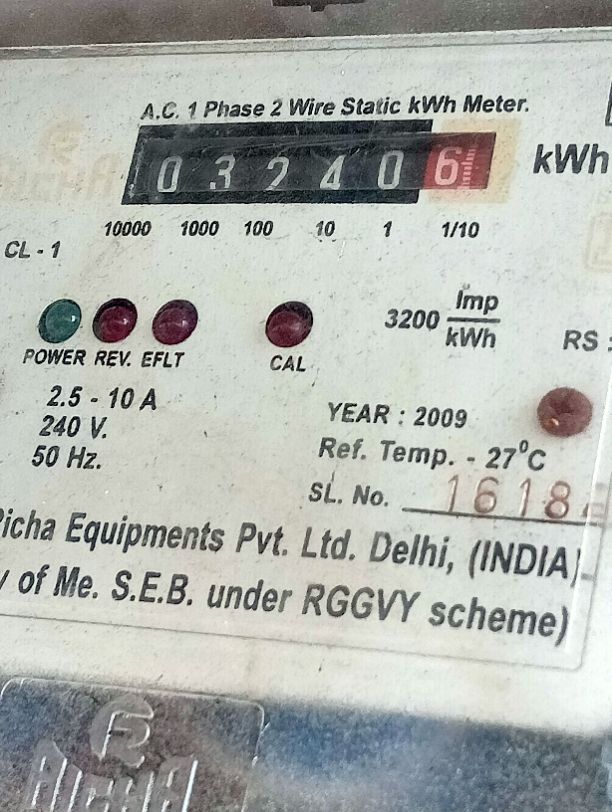 A.C. 1 Phase 2 Wire Static kWh Meter.
0 3 2 4 0 6 kWh
10000 1000 100 10 1 1/10
CL - 1
3200 Imp/kWh
RS :
POWER REV. EFLT CAL
2.5 - 10 A
240 V.
50 Hz.
YEAR : 2009
Ref. Temp. - 27°C
SL. No. 1618
Richa Equipments Pvt. Ltd. Delhi, (INDIA)
of Me. S.E.B. under RGGVY scheme)
RICHA